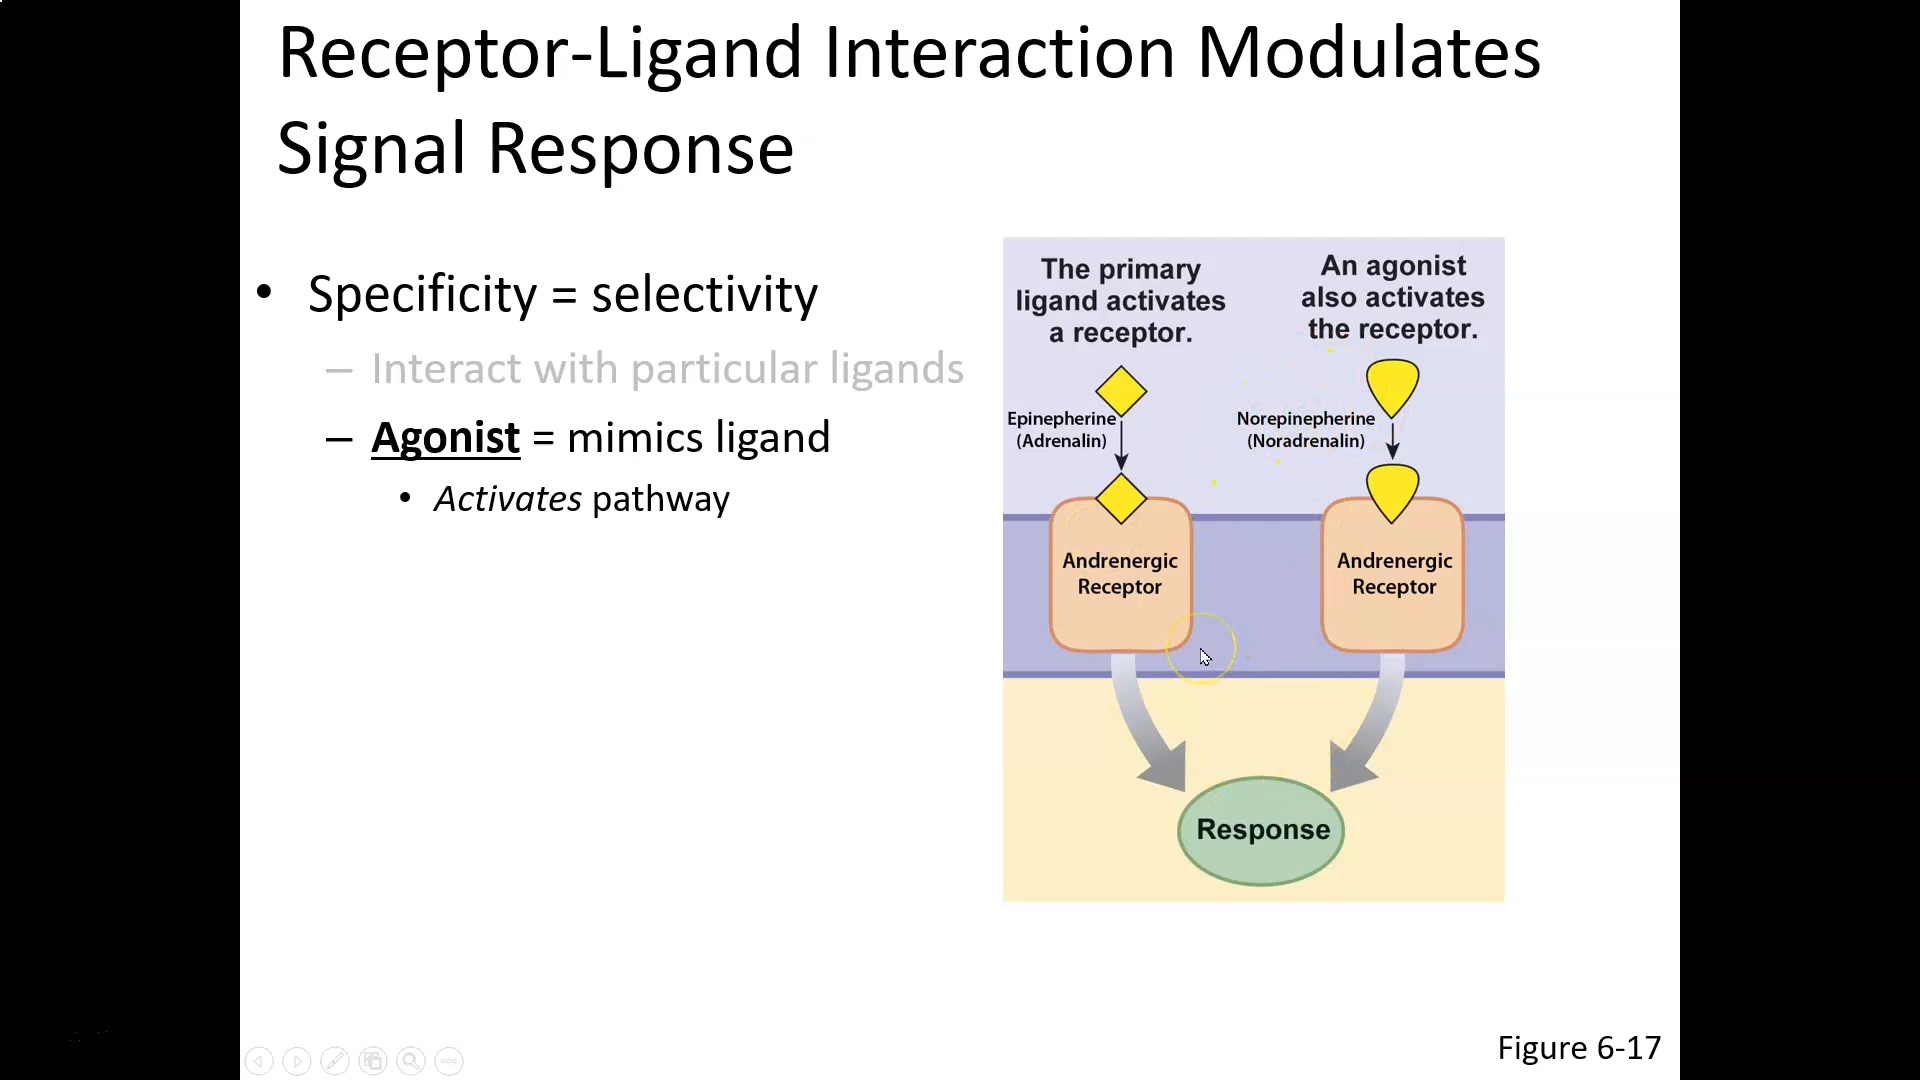 Receptor-Ligand Interaction Modulates
Signal Response
• Specificity = selectivity
– Interact with particular ligands
– Agonist = mimics ligand
• Activates pathway
The primary
ligand activates
a receptor.
An agonist
also activates
the receptor.
Epinepherine
(Adrenalin)
Norepinepherine
(Noradrenalin)
Andrenergic
Receptor
Andrenergic
Receptor
Response
Figure 6-17